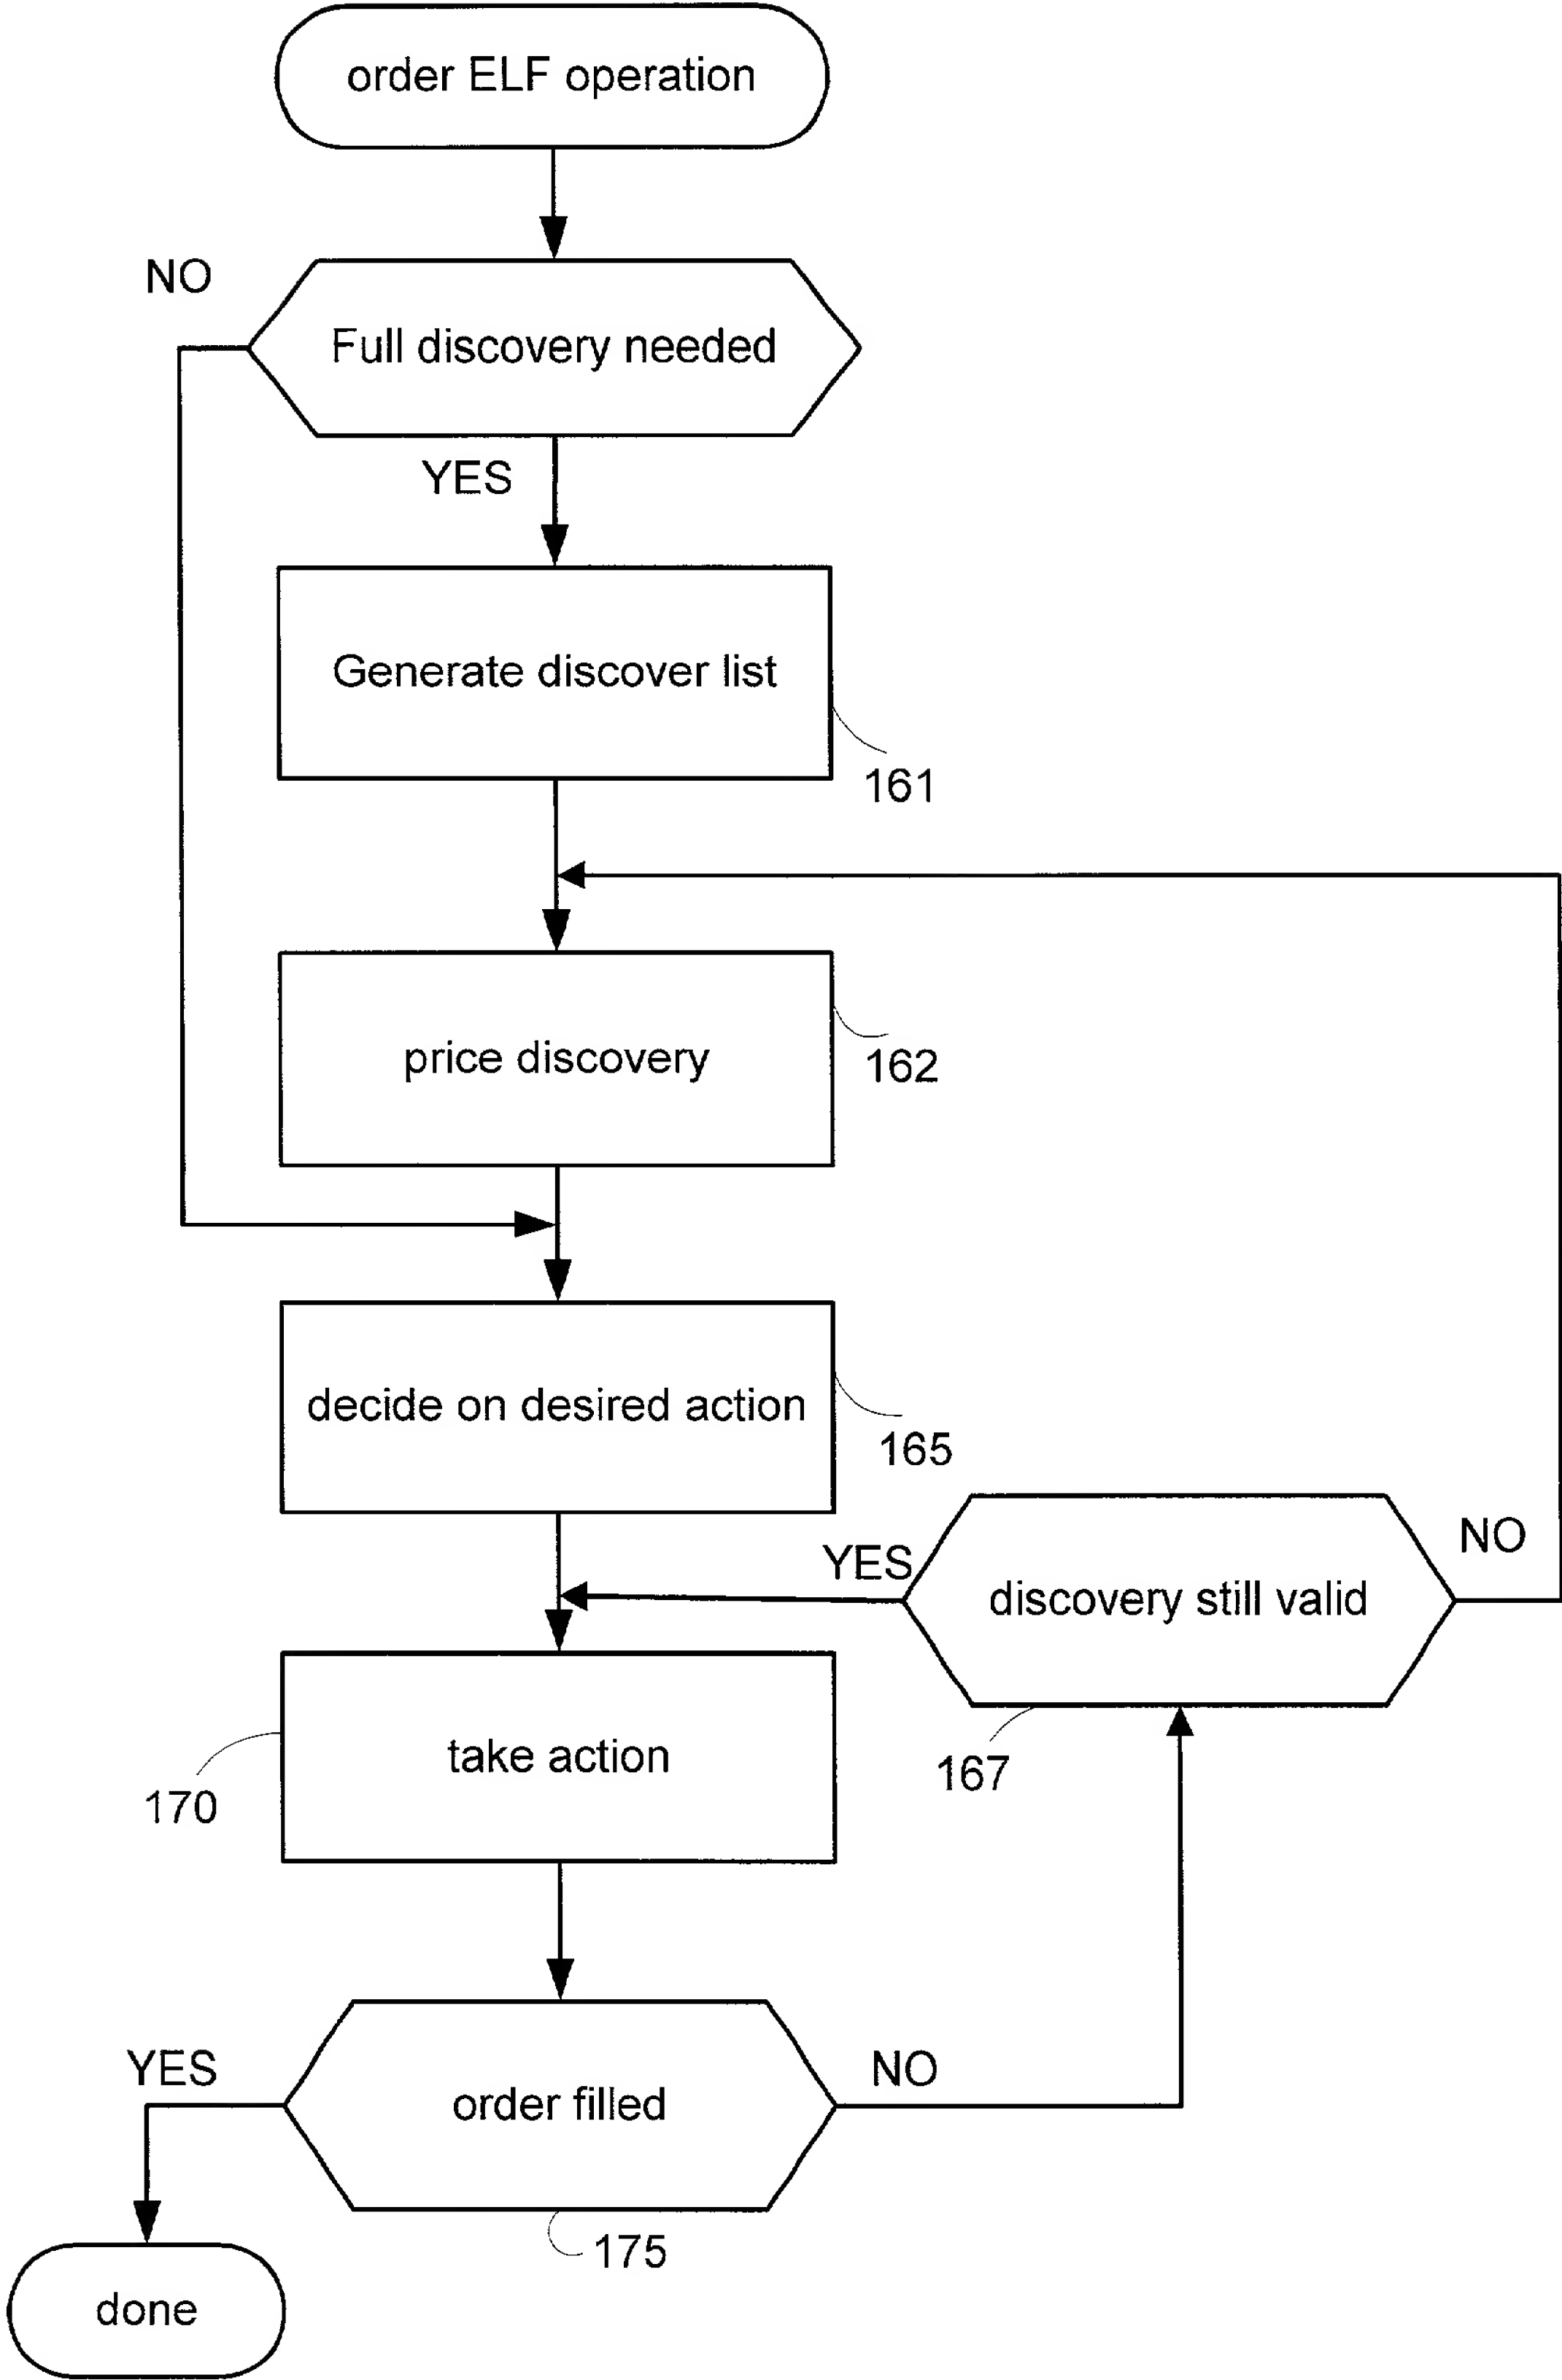 order ELF operation
NO
Full discovery needed
YES
Generate discover list
161
price discovery
162
decide on desired action
165
YES
NO
discovery still valid
take action
167
170
YES
NO
order filled
175
done